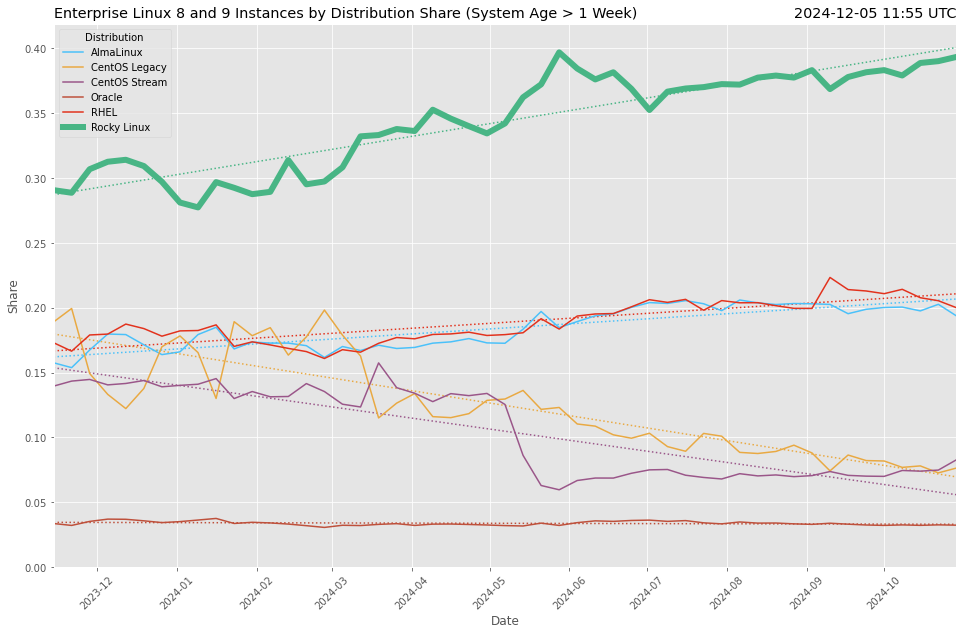 Enterprise Linux 8 and 9 Instances by Distribution Share (System Age > 1 Week)
2024-12-05 11:55 UTC
Distribution
AlmaLinux
CentOS Legacy
CentOS Stream
Oracle
RHEL
Rocky Linux
0.40
0.35
0.30
0.25
0.20
0.15
0.10
0.05
0.00
Share
2023-12
2024-01
2024-02
2024-03
2024-04
2024-05
2024-06
2024-07
2024-08
2024-09
2024-10
Date